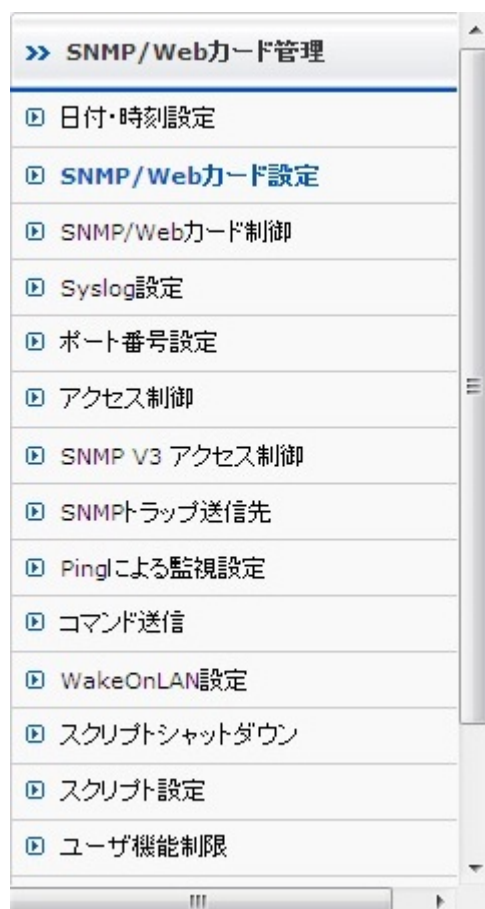 SNMP/Webカード管理
日付・時刻設定
SNMP/Webカード設定
SNMP/Webカード制御
Syslog設定
ポート番号設定
アクセス制御
SNMP V3 アクセス制御
SNMPトラップ送信先
Pingによる監視設定
コマンド送信
WakeOnLAN設定
スクリプトシャットダウン
スクリプト設定
ユーザ機能制限